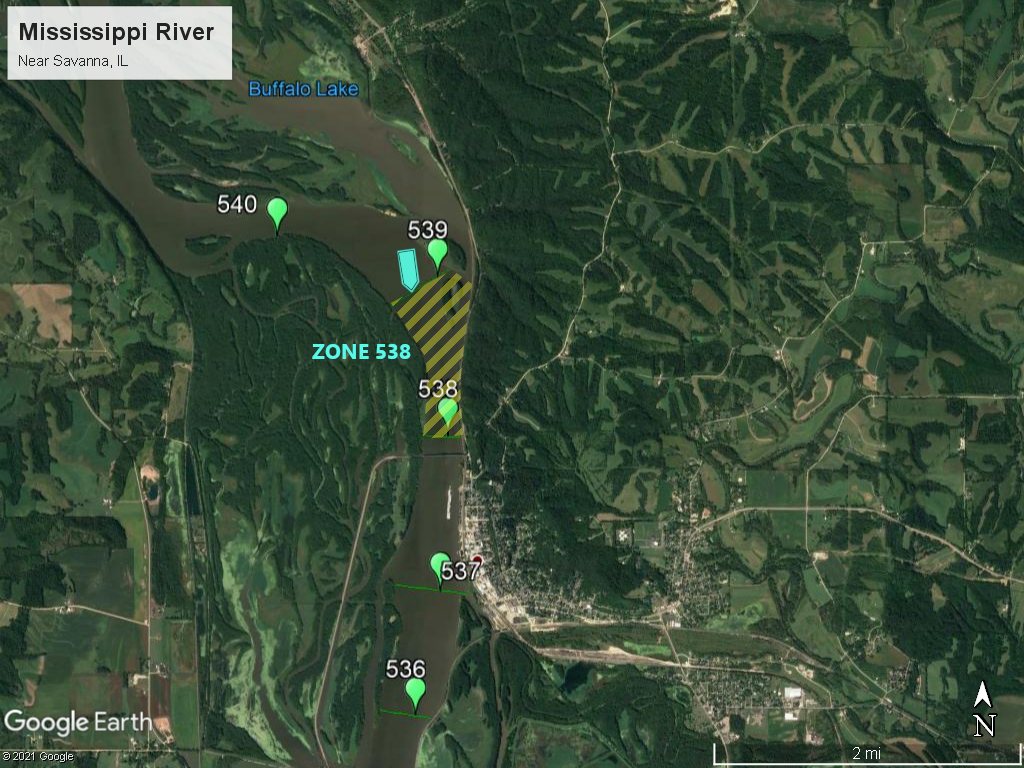 Mississippi River
Near Savanna, IL
Buffalo Lake
540
539
ZONE 538
538
537
536
Google Earth
© 2021 Google
N
2 mi